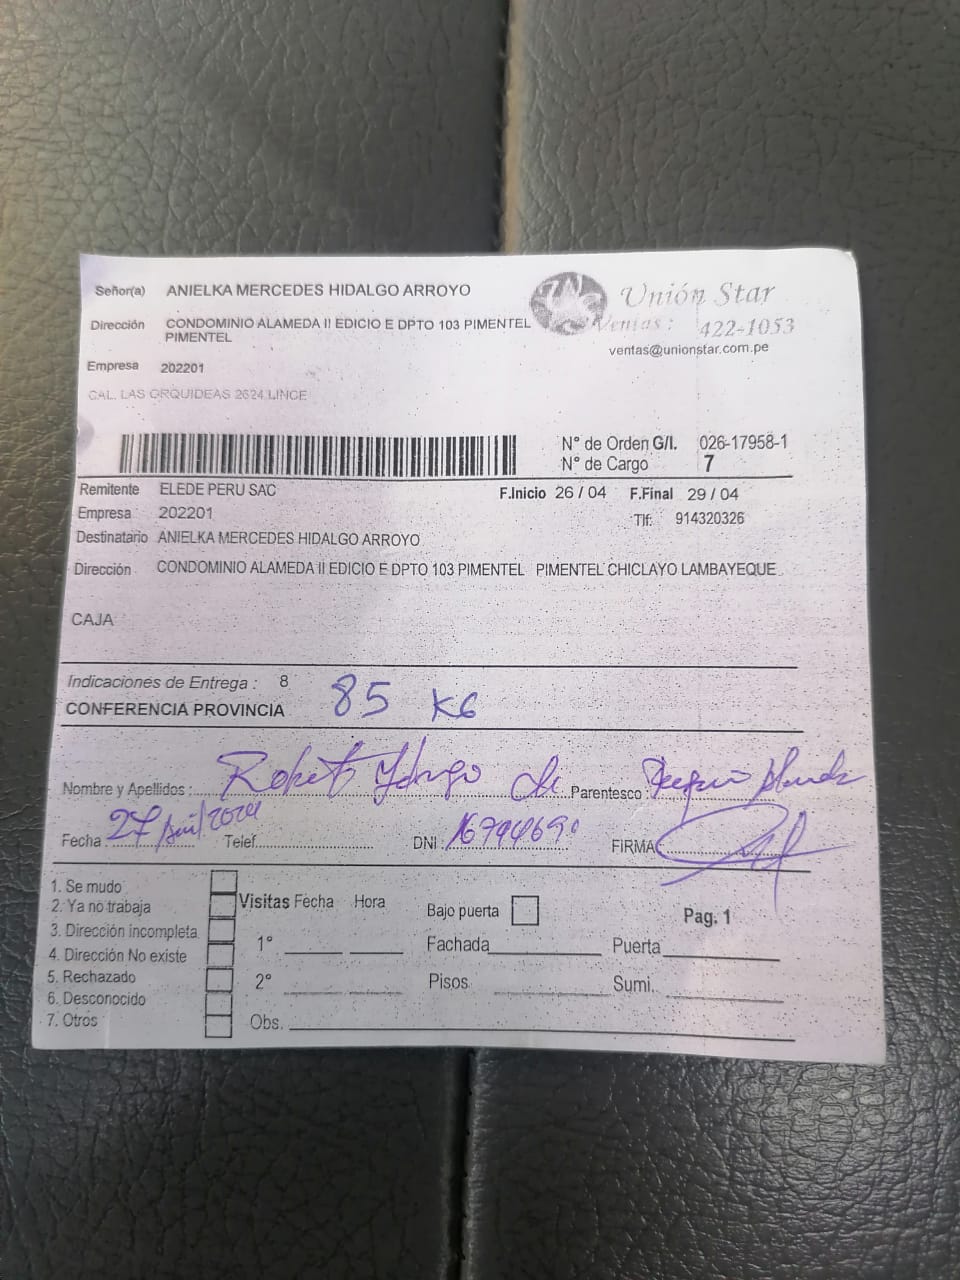 Señor(a) ANIELKA MERCEDES HIDALGO ARROYO
Unión Star
Dirección CONDOMINIO ALAMEDA II EDICIO E DPTO 103 PIMENTEL
PIMENTEL
Ventas: 422-1053
ventas@unionstar.com.pe
Empresa 202201
CAL. LAS ORQUIDEAS 2624 LINCE
N° de Orden G/I. 026-17958-1
N° de Cargo 7
Remitente ELEDE PERU SAC
F.Inicio 26 / 04 F.Final 29 / 04
Empresa 202201
Tlf: 914320326
Destinatario ANIELKA MERCEDES HIDALGO ARROYO
Dirección CONDOMINIO ALAMEDA II EDICIO E DPTO 103 PIMENTEL PIMENTEL CHICLAYO LAMBAYEQUE
CAJA
Indicaciones de Entrega : 8
85 KG
CONFERENCIA PROVINCIA
Nombre y Apellidos : Parentesco :
Fecha 27 2024 Telef. DNI : FIRMA
1. Se mudo
2. Ya no trabaja
3. Dirección incompleta
4. Dirección No existe
5. Rechazado
6. Desconocido
7. Otros
Visitas Fecha Hora Bajo puerta Pag. 1
1° Fachada Puerta
2° Pisos Sumi.
Obs.